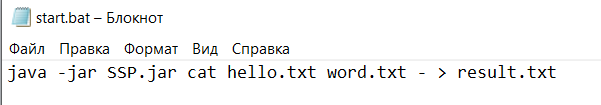 start.bat – Блокнот
Файл Правка Формат Вид Справка
java -jar SSP.jar cat hello.txt word.txt - > result.txt